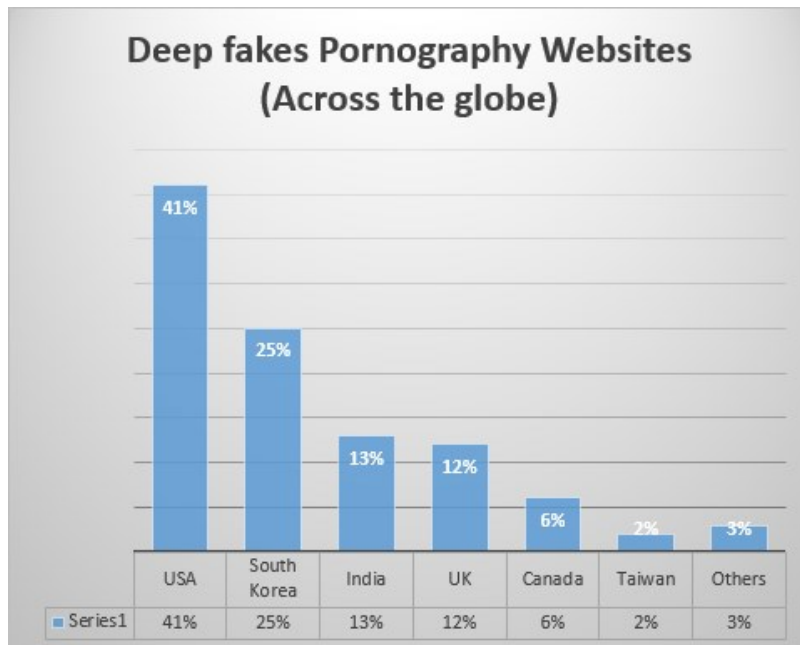 Deep fakes Pornography Websites
(Across the globe)
41%
25%
13%
12%
6%
2%
3%
USA
South
Korea
India
UK
Canada
Taiwan
Others
Series1 41% 25% 13% 12% 6% 2% 3%